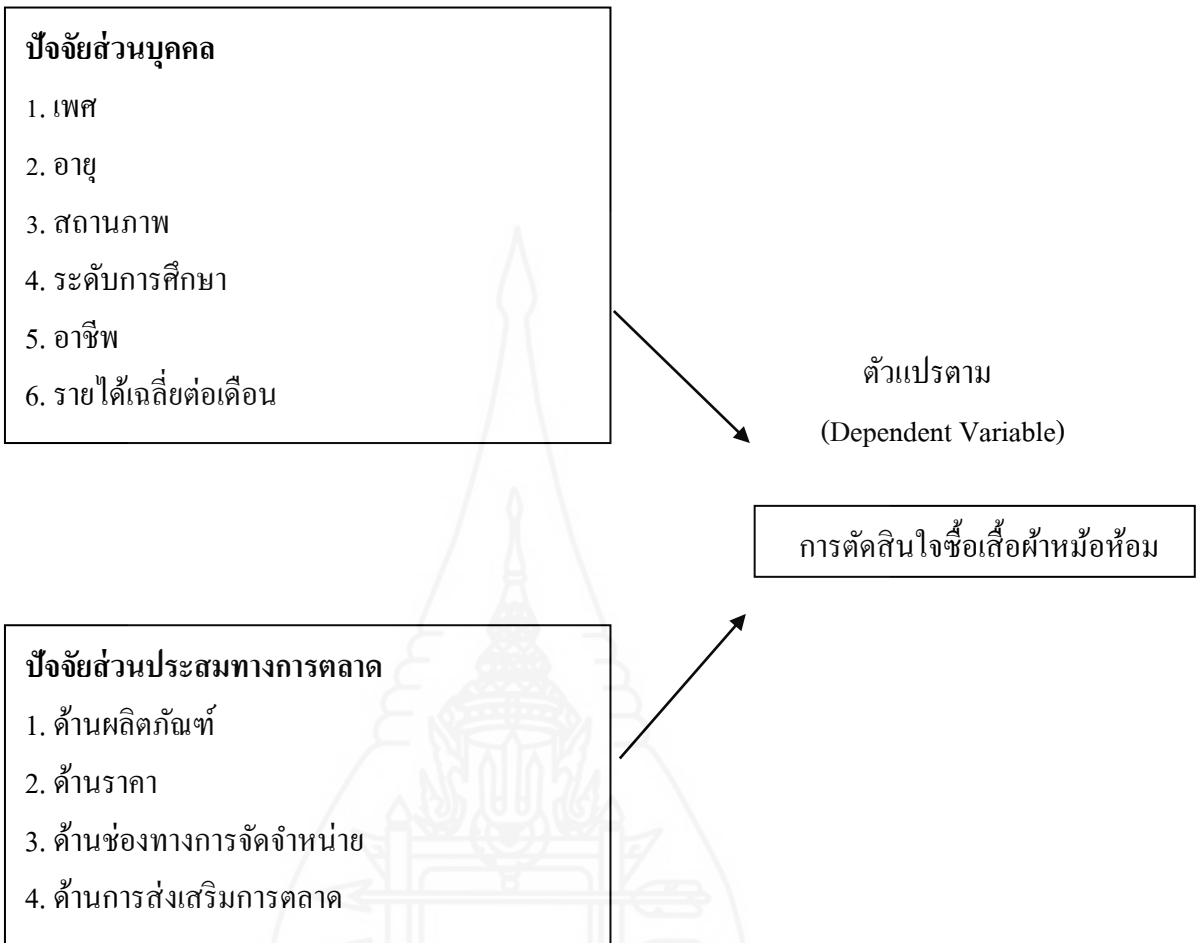 ปัจจัยส่วนบุคคล
1. เพศ
2. อายุ
3. สถานภาพ
4. ระดับการศึกษา
5. อาชีพ
6. รายได้เฉลี่ยต่อเดือน
ตัวแปรตาม
(Dependent Variable)
การตัดสินใจซื้อเสื้อผ้าหม้อห้อม
ปัจจัยส่วนประสมทางการตลาด
1. ด้านผลิตภัณฑ์
2. ด้านราคา
3. ด้านช่องทางการจัดจำหน่าย
4. ด้านการส่งเสริมการตลาด